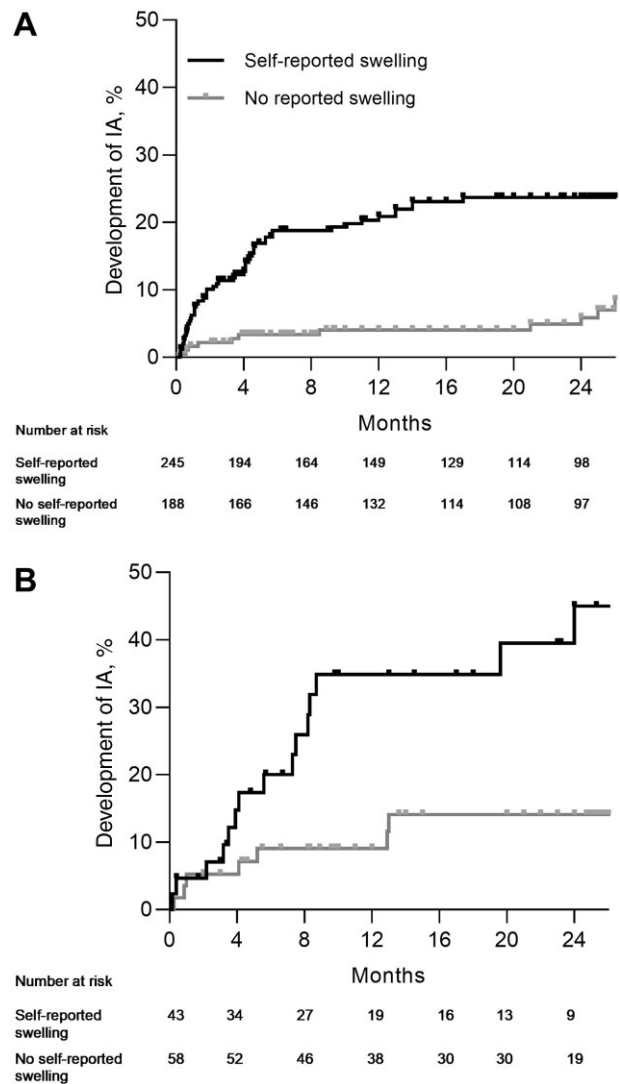 A
50
40
30
20
10
0
Development of IA, %
Self-reported swelling
No reported swelling
0 4 8 12 16 20 24
Months
Number at risk
Self-reported 245 194 164 149 129 114 98
swelling
No self-reported 188 166 146 132 114 108 97
swelling
B
50
40
30
20
10
0
Development of IA, %
0 4 8 12 16 20 24
Months
Number at risk
Self-reported 43 34 27 19 16 13 9
swelling
No self-reported 58 52 46 38 30 30 19
swelling